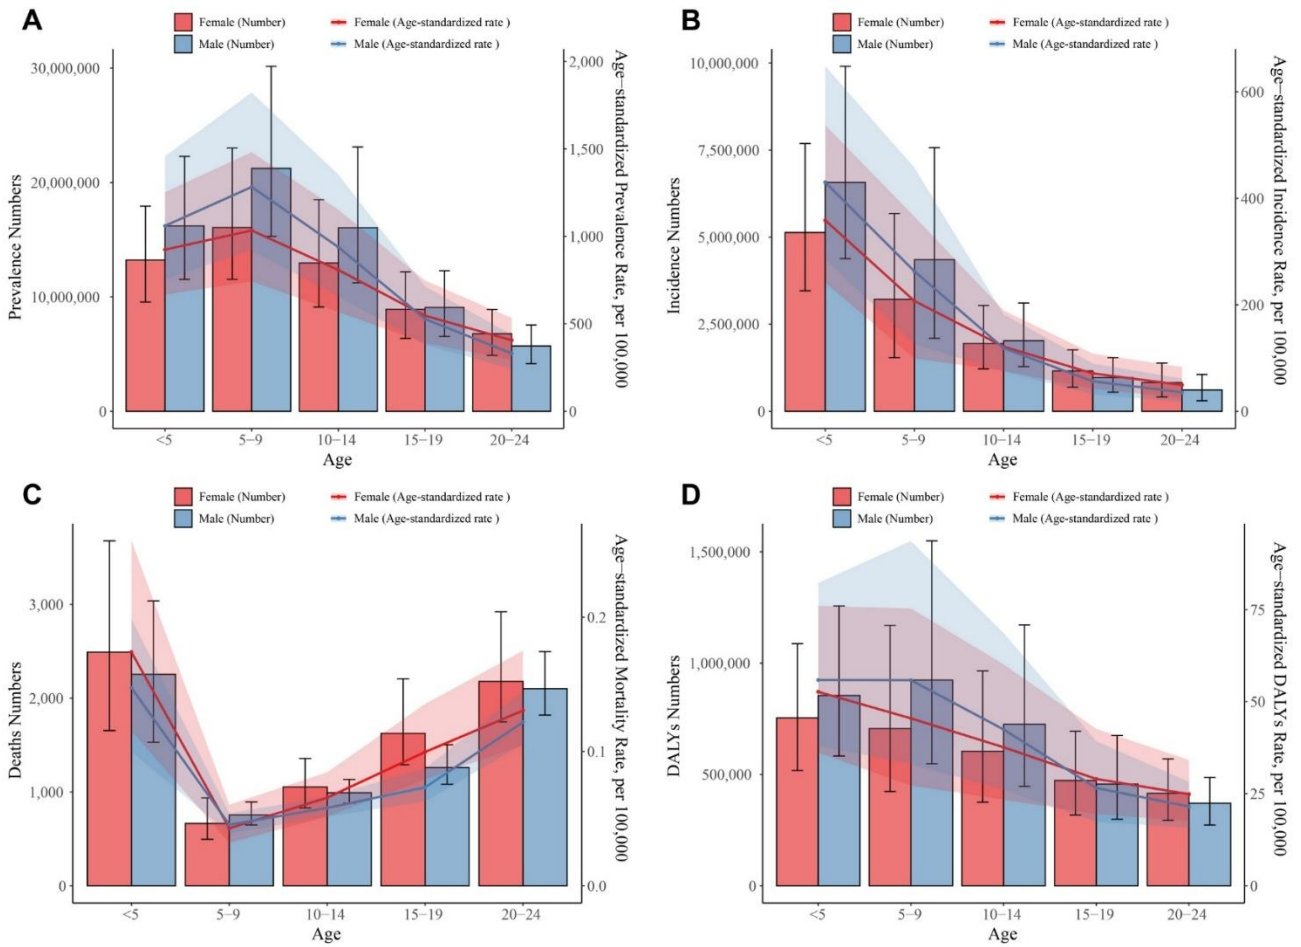 A
Female (Number)
Female (Age-standardized rate )
Male (Number)
Male (Age-standardized rate )
Prevalence Numbers
30,000,000
20,000,000
10,000,000
0
2,000
1,500
1,000
500
0
Age-standardized Prevalence Rate, per 100,000
<5
5-9
10-14
15-19
20-24
Age
B
Female (Number)
Female (Age-standardized rate )
Male (Number)
Male (Age-standardized rate )
Incidence Numbers
10,000,000
7,500,000
5,000,000
2,500,000
0
600
400
200
0
Age-standardized Incidence Rate, per 100,000
<5
5-9
10-14
15-19
20-24
Age
C
Female (Number)
Female (Age-standardized rate )
Male (Number)
Male (Age-standardized rate )
Deaths Numbers
3,000
2,000
1,000
0
0.2
0.1
0.0
Age-standardized Mortality Rate, per 100,000
<5
5-9
10-14
15-19
20-24
Age
D
Female (Number)
Female (Age-standardized rate )
Male (Number)
Male (Age-standardized rate )
DALYs Numbers
1,500,000
1,000,000
500,000
0
75
50
25
0
Age-standardized DALYs Rate, per 100,000
<5
5-9
10-14
15-19
20-24
Age